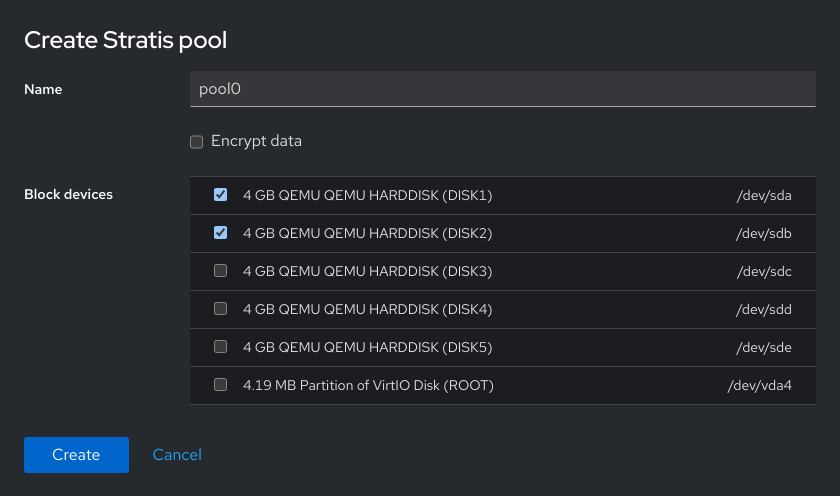 Create Stratis pool
Name pool0
Encrypt data
Block devices 4 GB QEMU QEMU HARDDISK (DISK1) /dev/sda
4 GB QEMU QEMU HARDDISK (DISK2) /dev/sdb
4 GB QEMU QEMU HARDDISK (DISK3) /dev/sdc
4 GB QEMU QEMU HARDDISK (DISK4) /dev/sdd
4 GB QEMU QEMU HARDDISK (DISK5) /dev/sde
4.19 MB Partition of VirtIO Disk (ROOT) /dev/vda4
Create Cancel